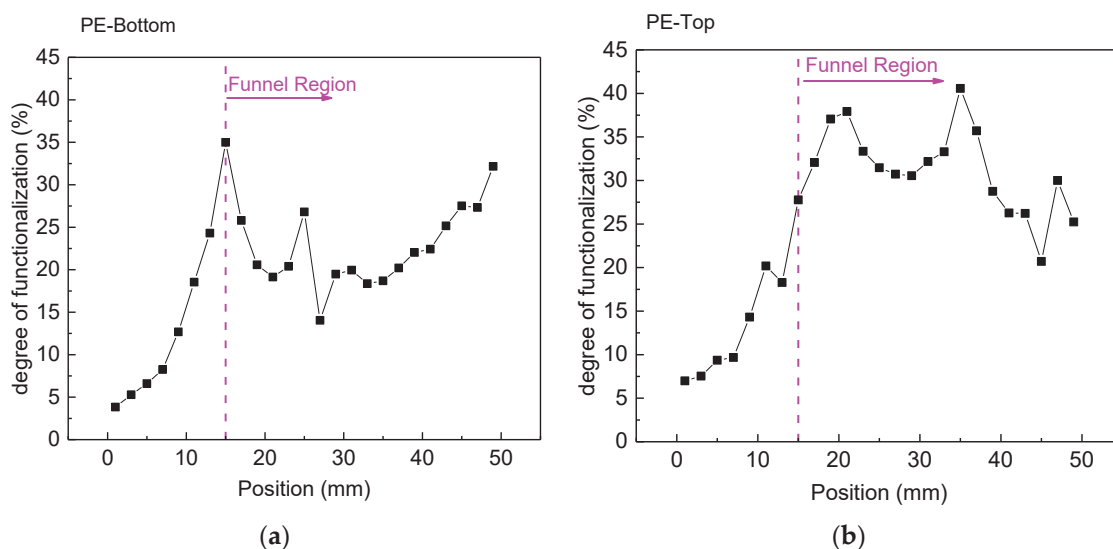 PE-Bottom
45
40
35
30
25
20
15
10
5
0
degree of functionalization (%)
Funnel Region
0 10 20 30 40 50
Position (mm)
(a)
PE-Top
45
40
35
30
25
20
15
10
5
0
degree of functionalization (%)
Funnel Region
0 10 20 30 40 50
Position (mm)
(b)